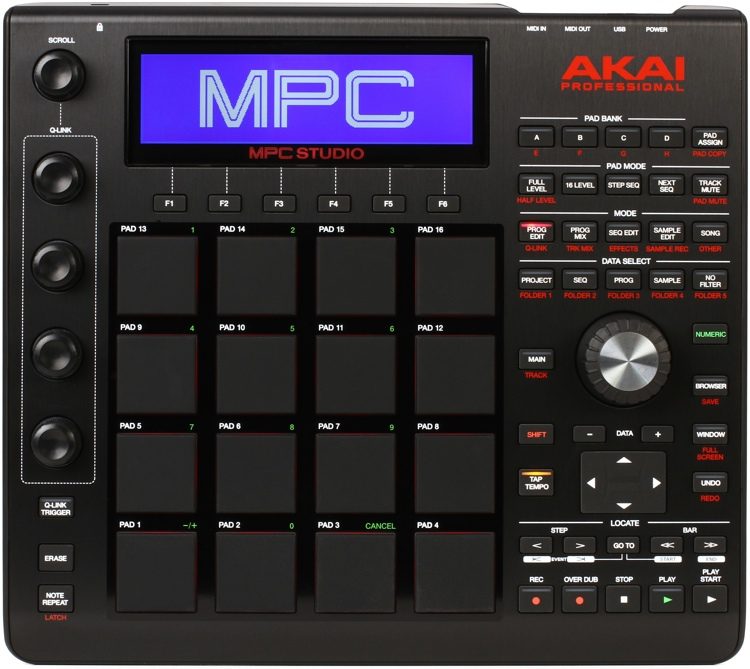 MIDI IN MIDI OUT USB POWER
SCROLL
MPC
AKAI
PROFESSIONAL
MPC STUDIO
Q-LINK
F1 F2 F3 F4 F5 F6
PAD BANK
A B C D PAD ASSIGN
E F G H PAD COPY
PAD MODE
FULL LEVEL 16 LEVEL STEP SEQ NEXT SEQ TRACK MUTE
HALF LEVEL PAD MUTE
MODE
PROG EDIT PROG MIX SEQ EDIT SAMPLE EDIT SONG
Q-LINK TRK MIX EFFECTS SAMPLE REC OTHER
DATA SELECT
PROJECT SEQ PROG SAMPLE NO FILTER
FOLDER 1 FOLDER 2 FOLDER 3 FOLDER 4 FOLDER 5
PAD 13 1 PAD 14 2 PAD 15 3 PAD 16
PAD 9 4 PAD 10 5 PAD 11 6 PAD 12
PAD 5 7 PAD 6 8 PAD 7 9 PAD 8
PAD 1 –/+ PAD 2 0 PAD 3 CANCEL PAD 4
NUMERIC
MAIN
TRACK
BROWSER
SAVE
SHIFT – DATA + WINDOW
FULL SCREEN
TAP TEMPO
UNDO
REDO
LOCATE
STEP BAR
< > GO TO << >>
EVENT START END
REC OVER DUB STOP PLAY PLAY START
Q-LINK TRIGGER
ERASE
NOTE REPEAT
LATCH